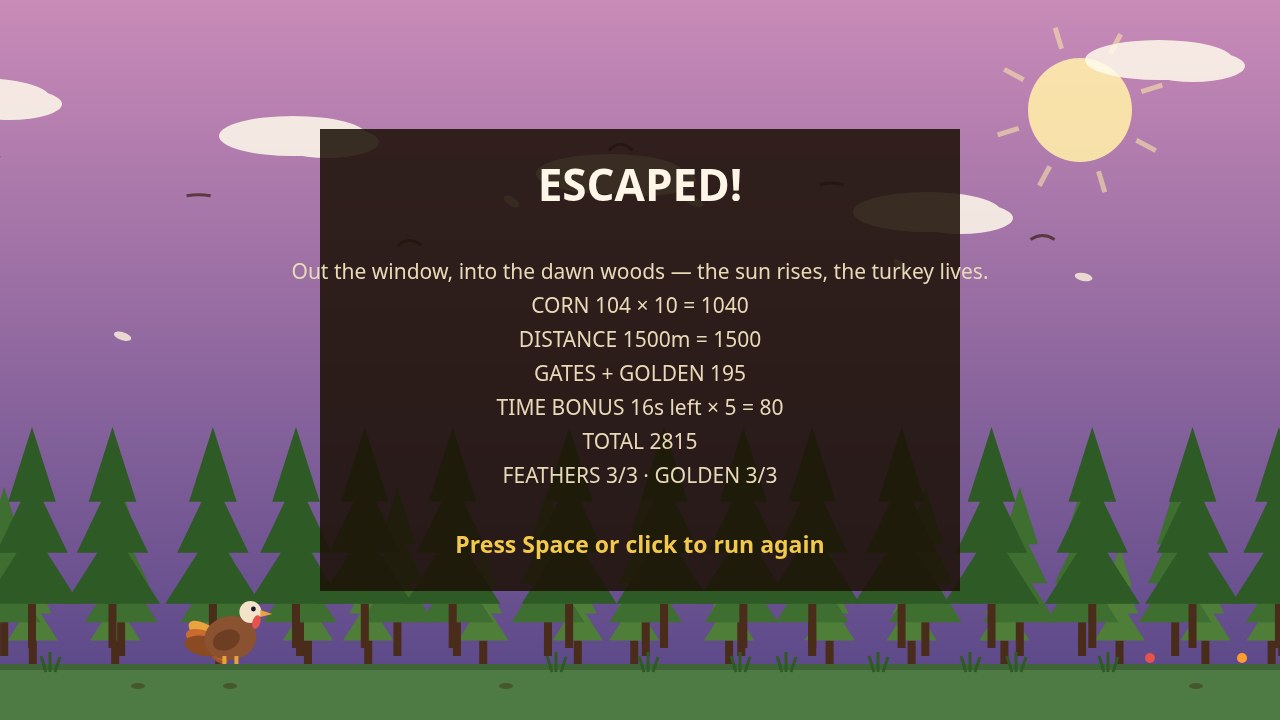 ESCAPED!
Out the window, into the dawn woods — the sun rises, the turkey lives.
CORN 104 × 10 = 1040
DISTANCE 1500m = 1500
GATES + GOLDEN 195
TIME BONUS 16s left × 5 = 80
TOTAL 2815
FEATHERS 3/3 · GOLDEN 3/3
Press Space or click to run again